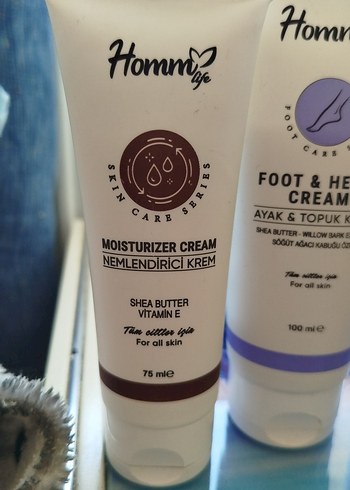 Homm
life
SKIN CARE SERIES
MOISTURIZER CREAM
NEMLENDİRİCİ KREM
SHEA BUTTER
VİTAMİN E
Tüm ciltler için
For all skin
75 ml e
Homm
FOOT CARE
FOOT & HE
CREAM
AYAK & TOPUK K
SHEA BUTTER - WILLOW BARK E
SÖĞÜT AĞACI KABUĞU ÖZ
Tüm ciltler için
For all skin
100 ml e